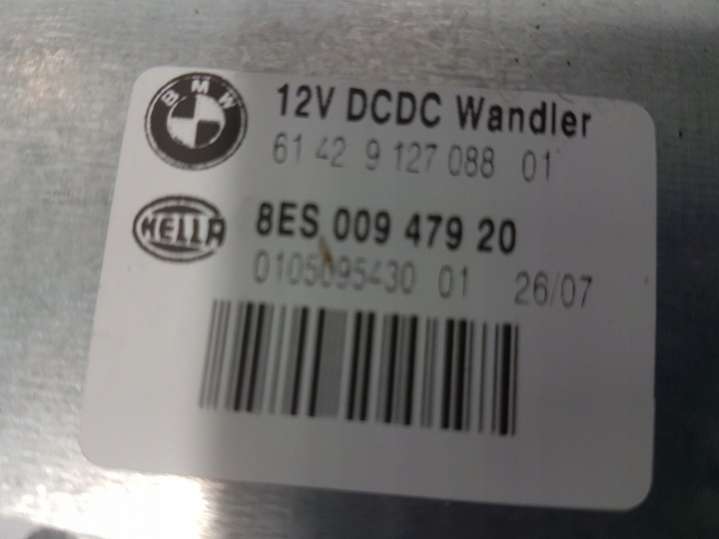 BMW
12V DCDC Wandler
61 42 9 127 088 01
HELLA
8ES 009 479 20
0105095430 01 26/07